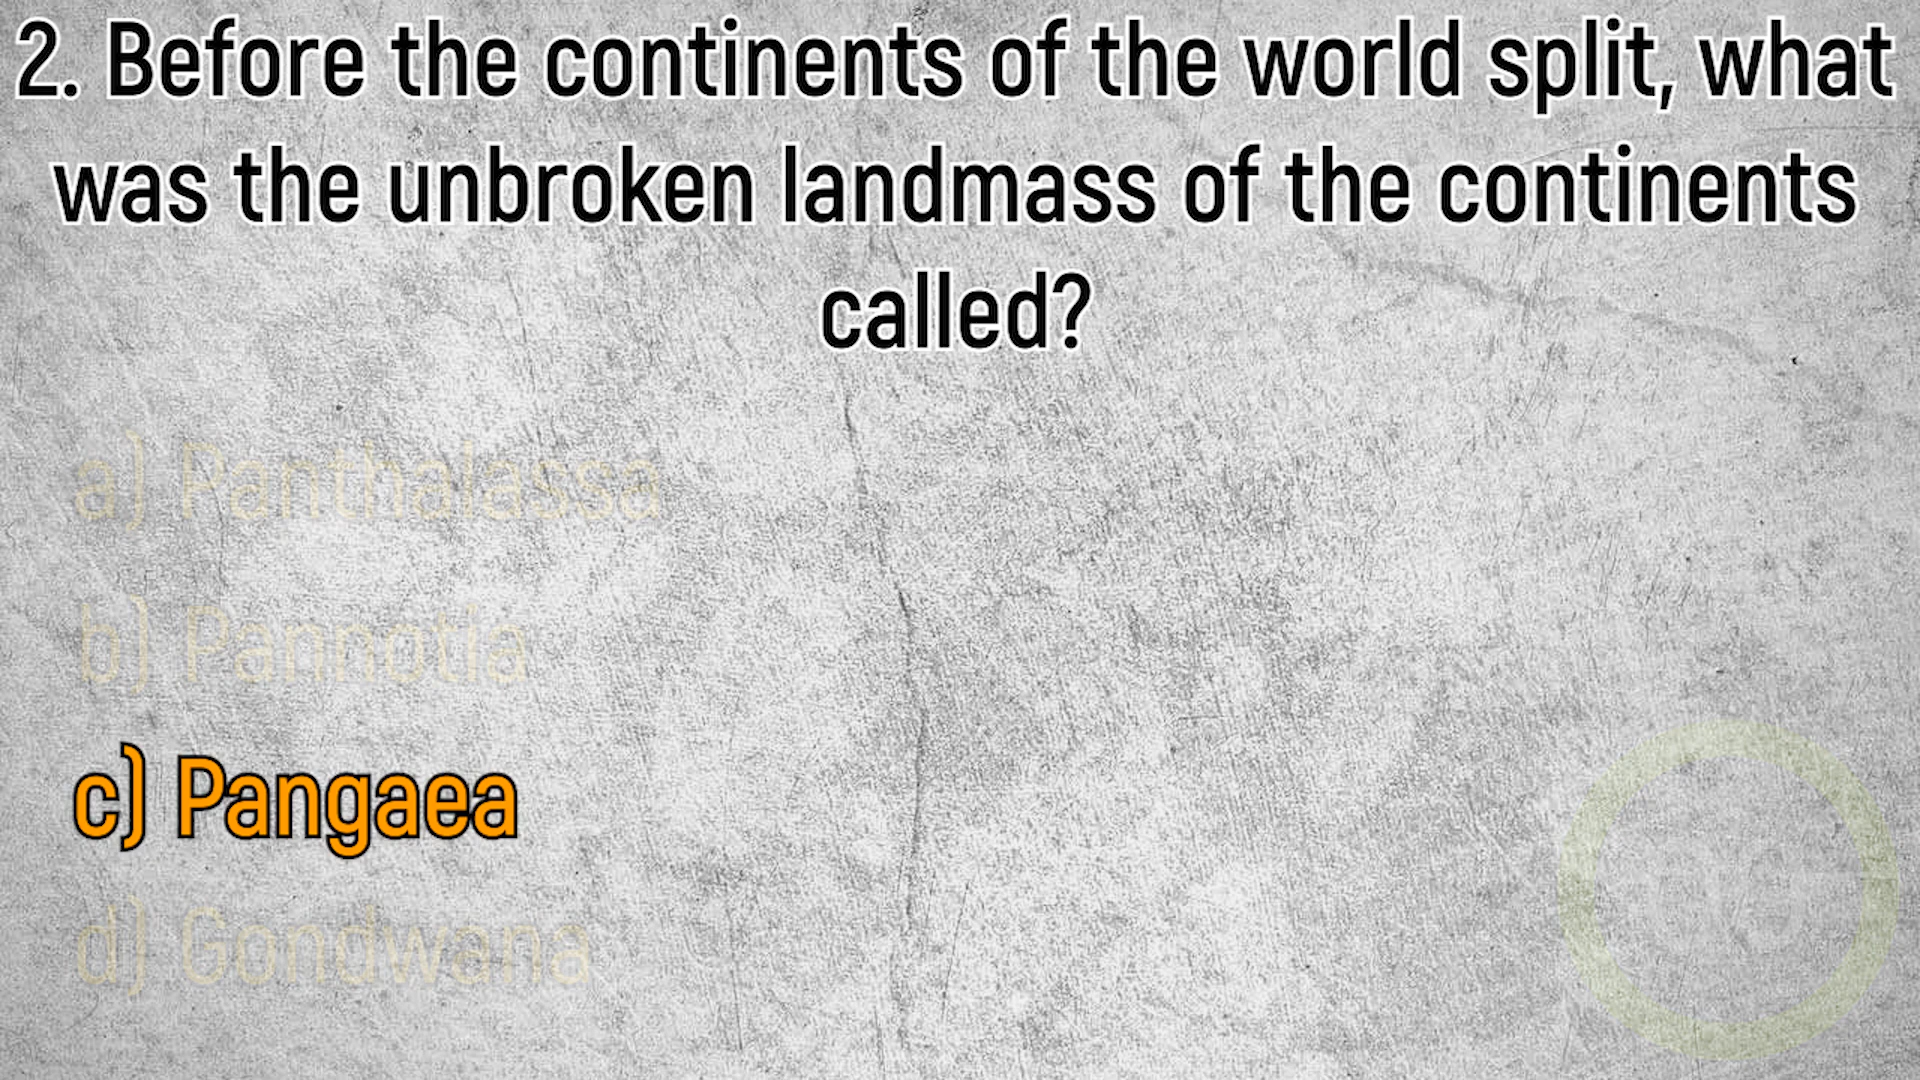 2. Before the continents of the world split, what
was the unbroken landmass of the continents
called?
a) Panthalassa
b) Pannotia
c) Pangaea
d) Gondwana